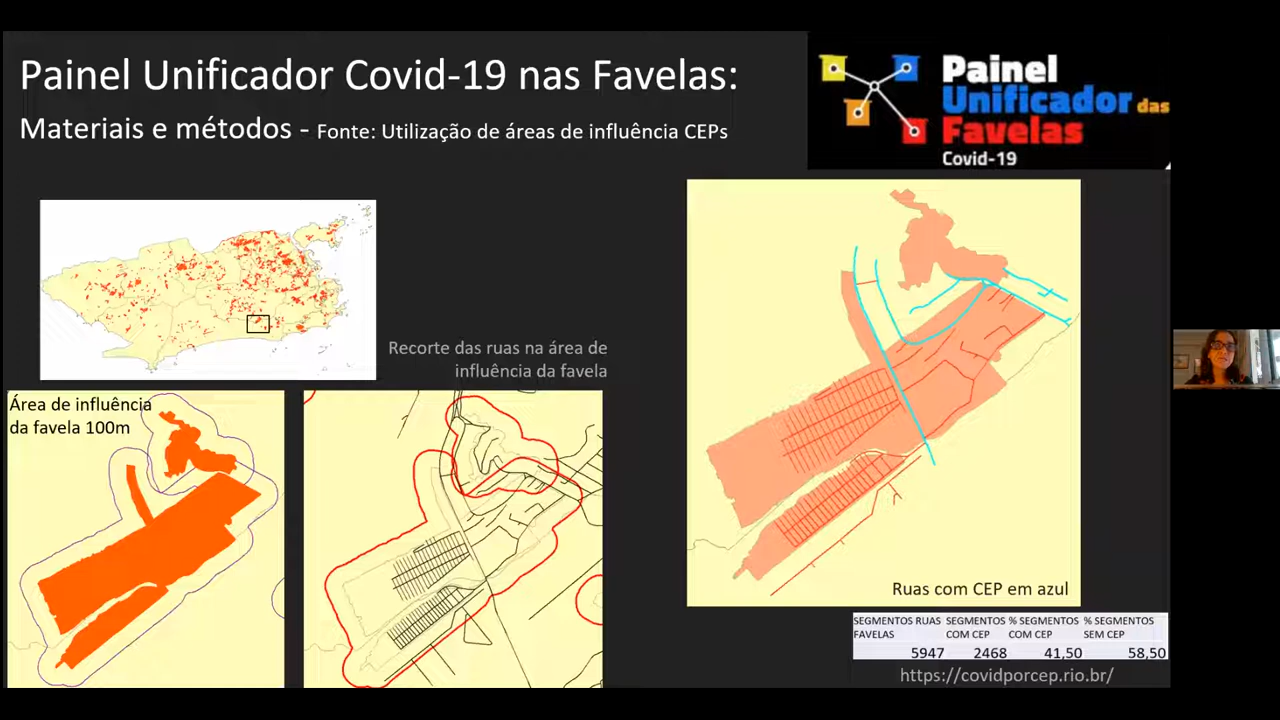 Painel Unificador Covid-19 nas Favelas:
Materiais e métodos - Fonte: Utilização de áreas de influência CEPs
Painel
Unificador das
Favelas
Covid-19
Recorte das ruas na área de
influência da favela
Área de influência
da favela 100m
Ruas com CEP em azul
SEGMENTOS RUAS SEGMENTOS % SEGMENTOS % SEGMENTOS
FAVELAS COM CEP COM CEP SEM CEP
5947 2468 41,50 58,50
https://covidporcep.rio.br/